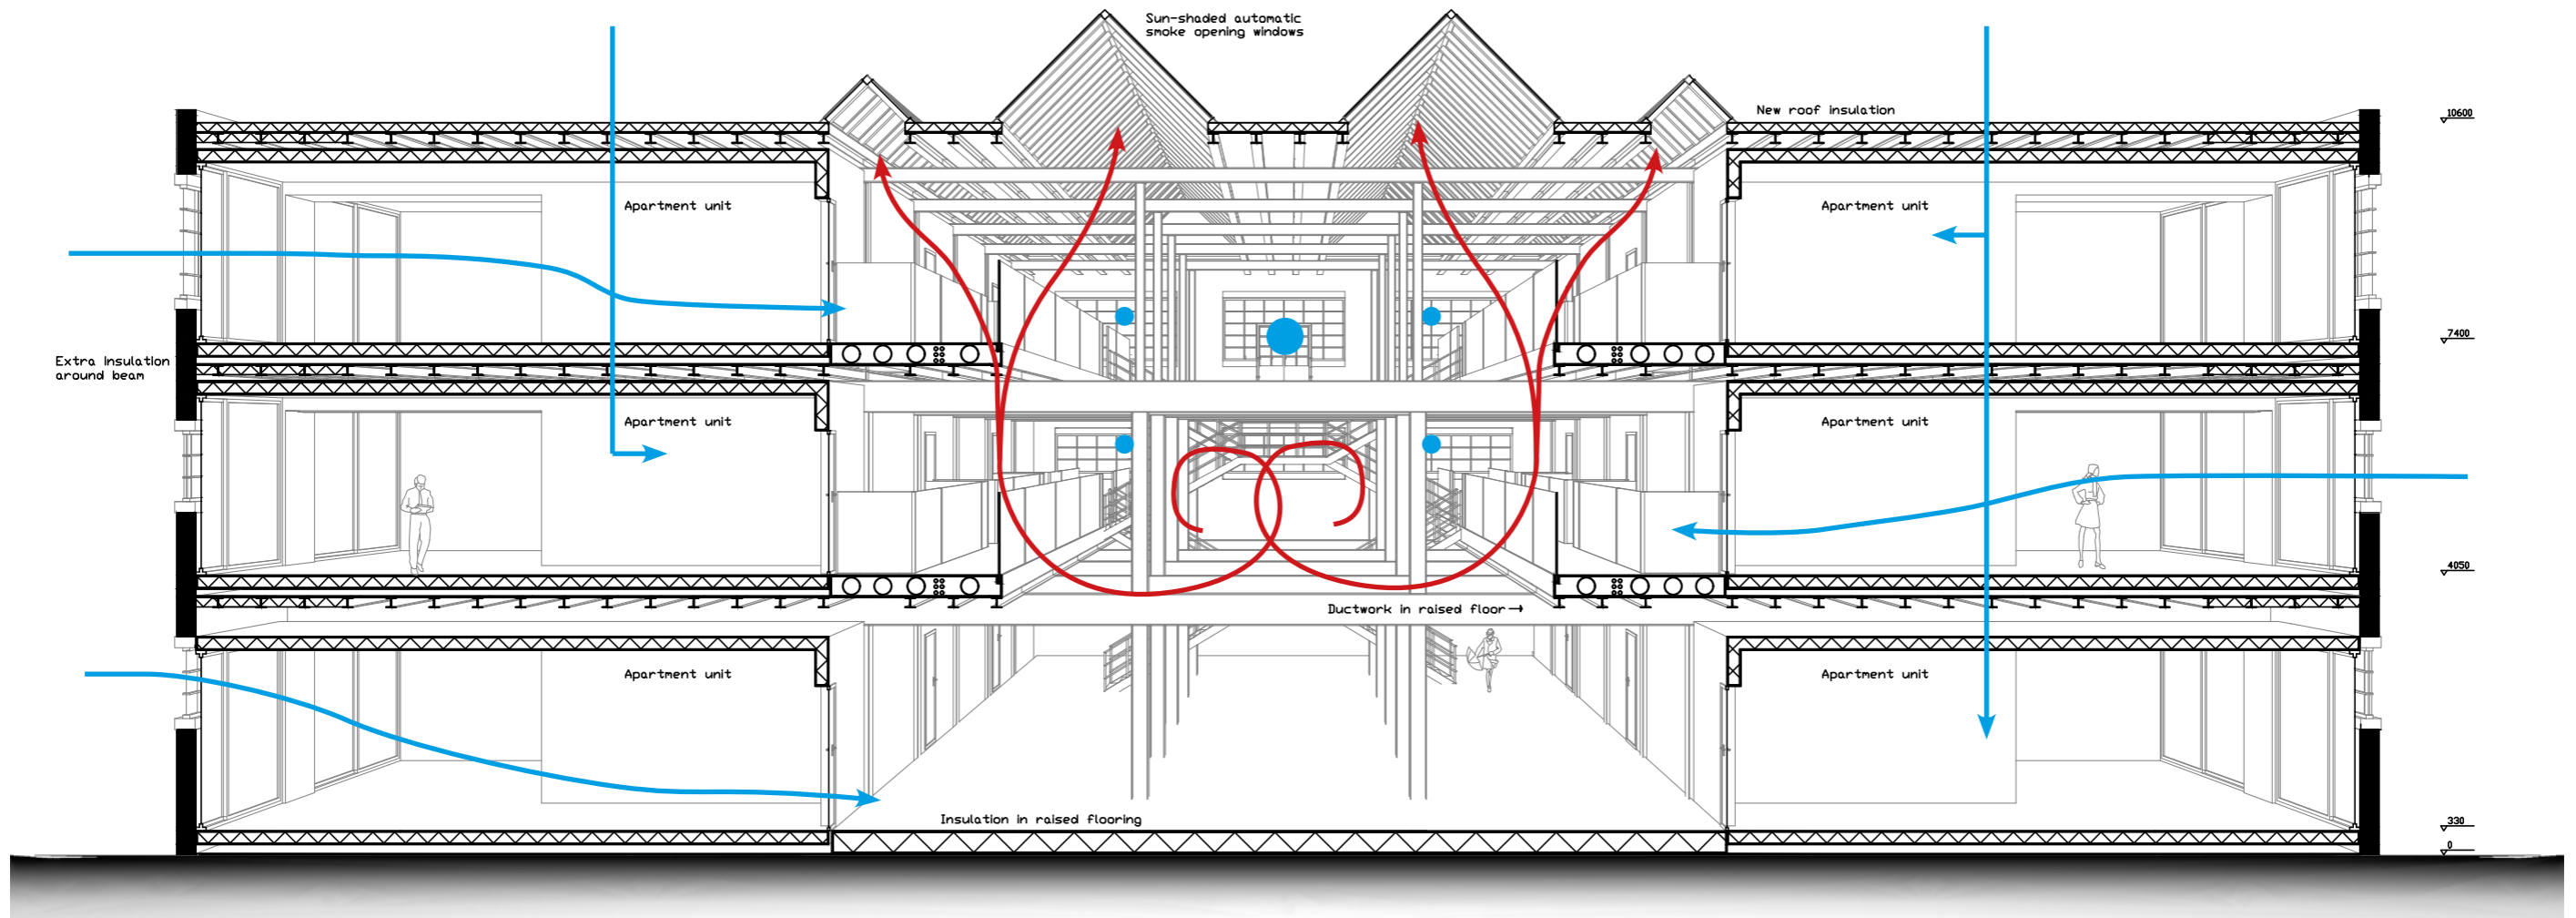 Sun-shaded automatic
smoke opening windows
New roof insulation
10600
Apartment unit
Apartment unit
7400
Extra insulation
around beam
Apartment unit
Apartment unit
4050
Ductwork in raised floor→
Apartment unit
Apartment unit
Insulation in raised flooring
330
0